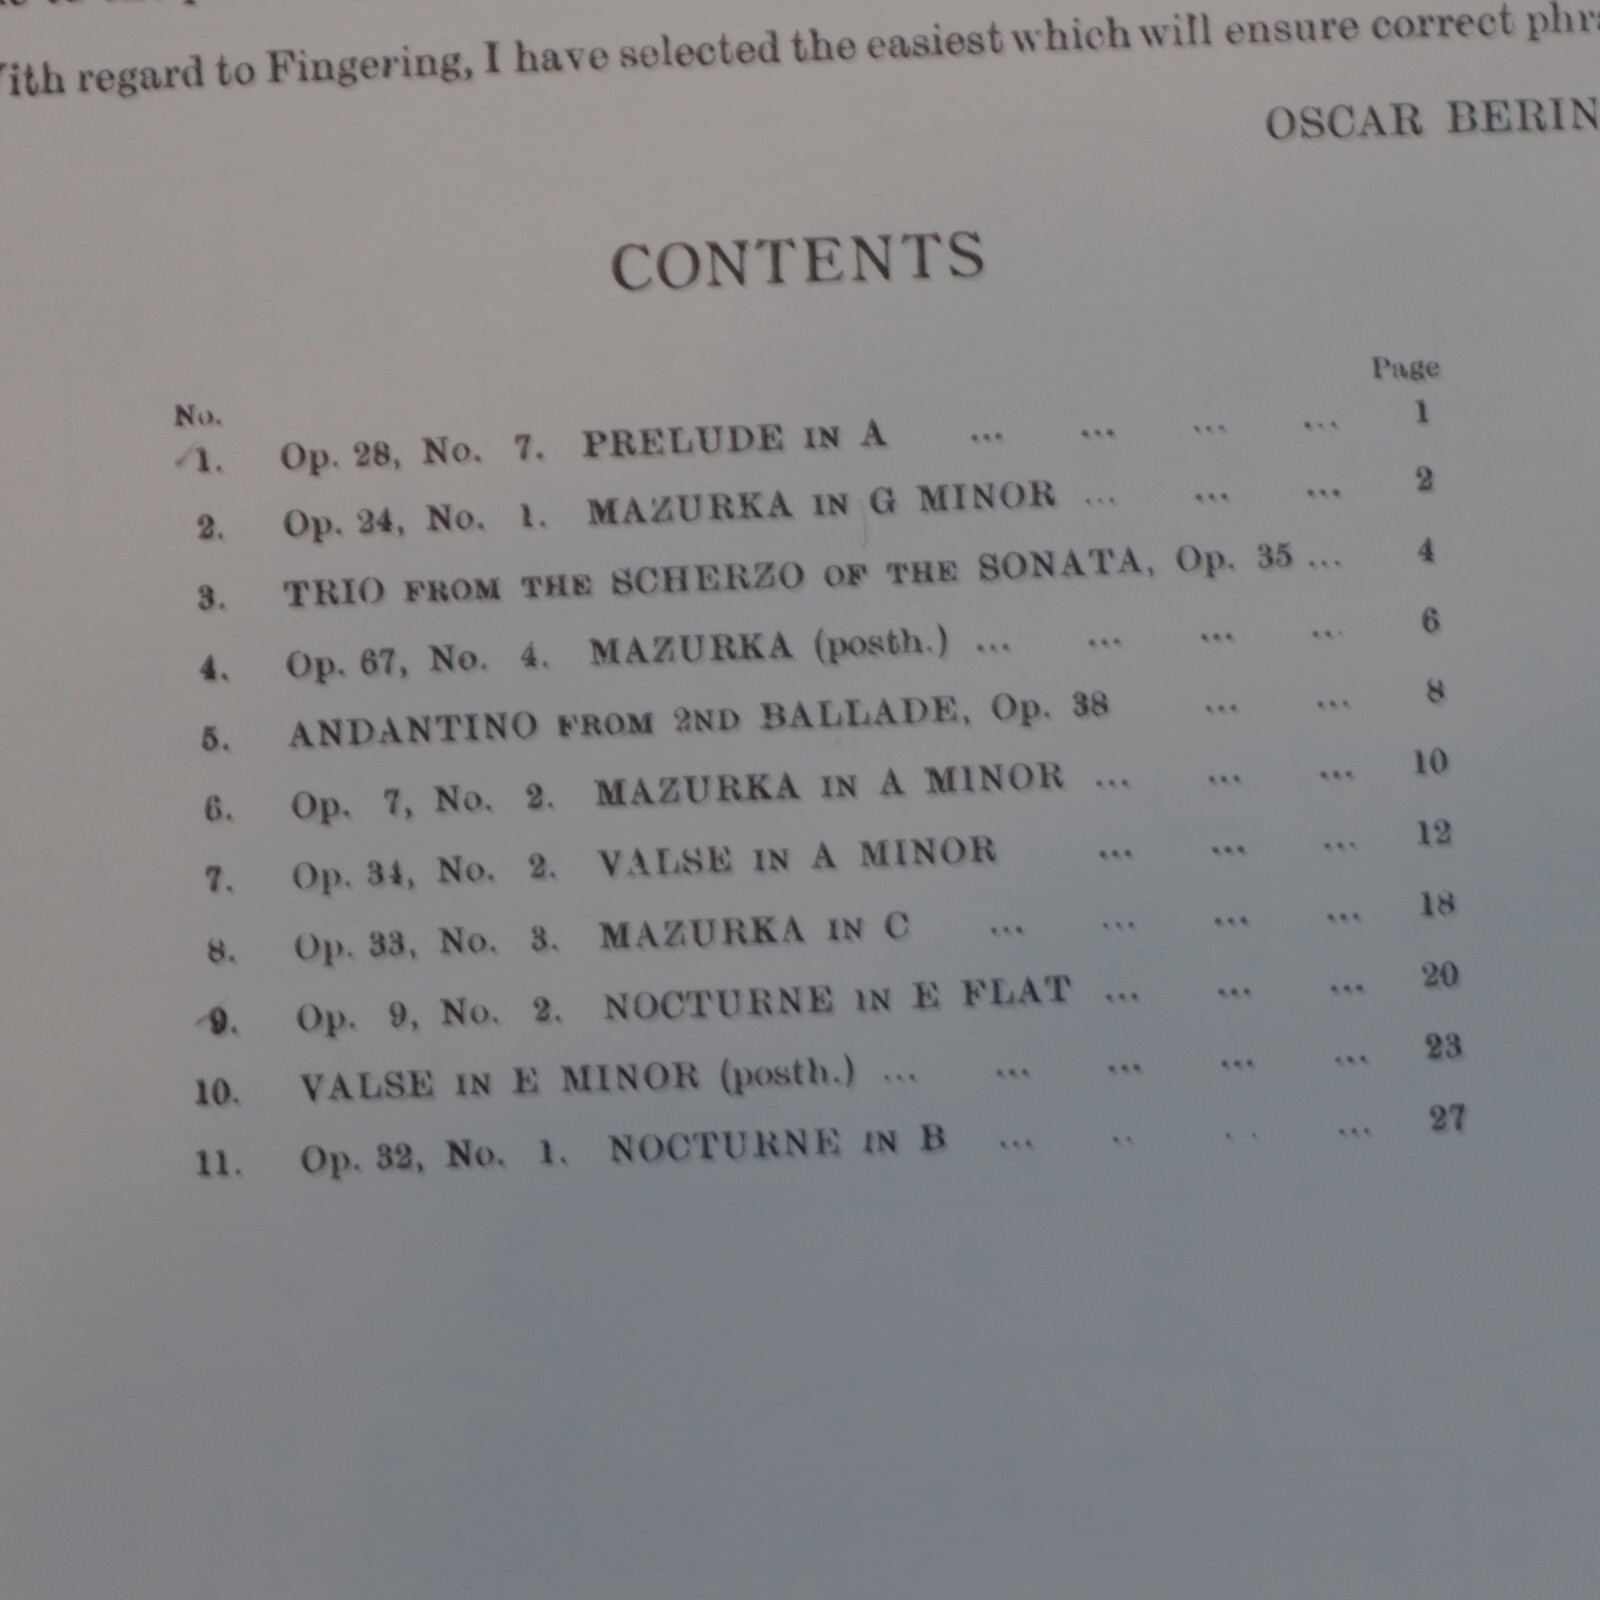 With regard to Fingering, I have selected the easiest which will ensure correct
OSCAR
CONTENTS
No. Page
1. Op. 28, No. 7. PRELUDE IN A ... ... ... ... 1
2. Op. 24, No. 1. MAZURKA IN G MINOR ... ... ... 2
3. TRIO FROM THE SCHERZO OF THE SONATA, Op. 35 ... 4
4. Op. 67, No. 4. MAZURKA (posth.) ... ... ... ... 6
5. ANDANTINO FROM 2ND BALLADE, Op. 38 ... ... 8
6. Op. 7, No. 2. MAZURKA IN A MINOR ... ... ... 10
7. Op. 34, No. 2. VALSE IN A MINOR ... ... ... 12
8. Op. 33, No. 3. MAZURKA IN C ... ... ... ... 18
9. Op. 9, No. 2. NOCTURNE IN E FLAT ... ... ... 20
10. VALSE IN E MINOR (posth.) ... ... ... ... ... 23
11. Op. 32, No. 1. NOCTURNE IN B ... .. .. ... 27